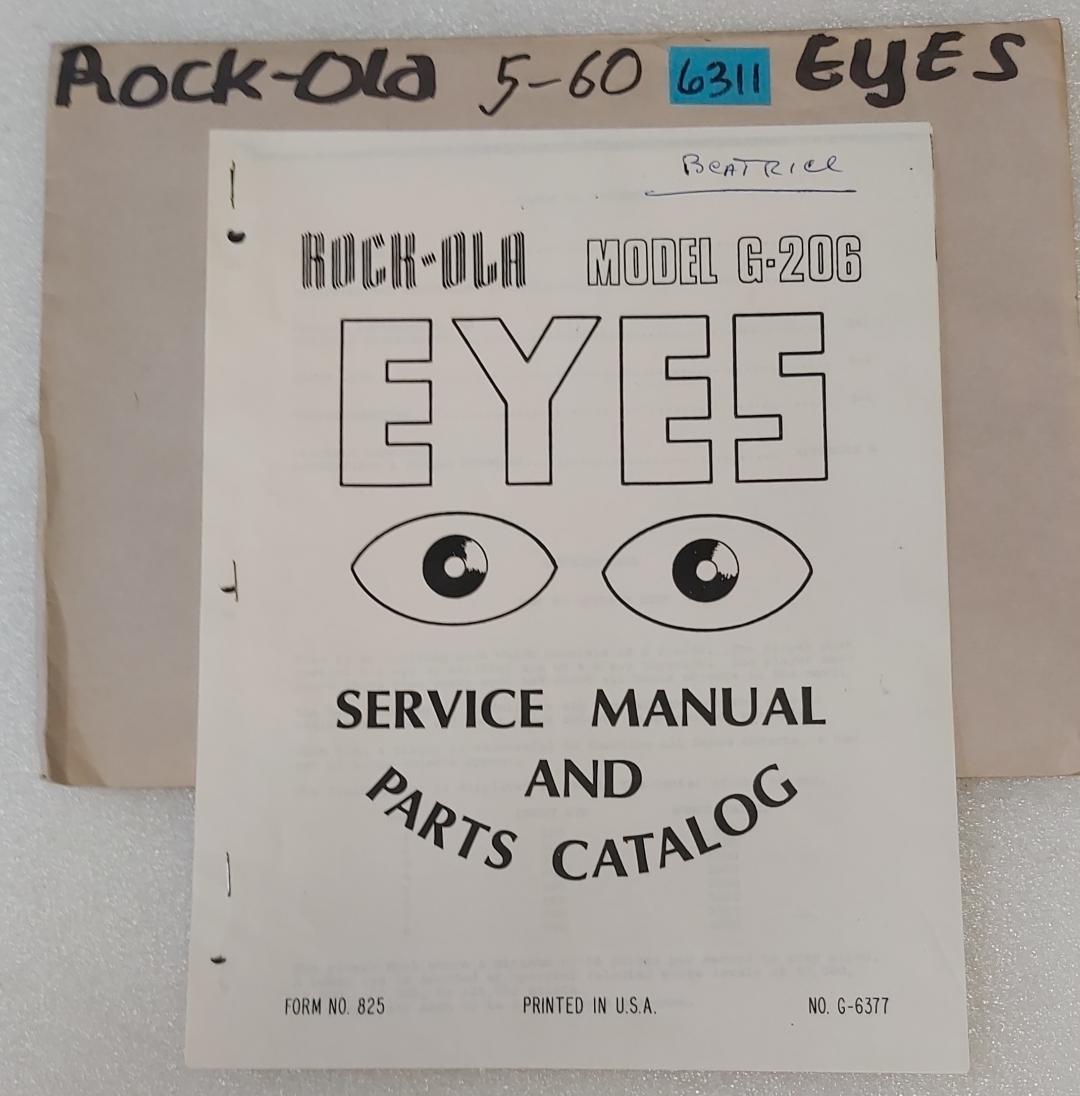 Rock-Ola 5-60 6311 EyES
BeATRICe
ROCK-OLA MODEL G-206
EYES
SERVICE MANUAL
AND
PARTS CATALOG
FORM NO. 825 PRINTED IN U.S.A. NO. G-6377